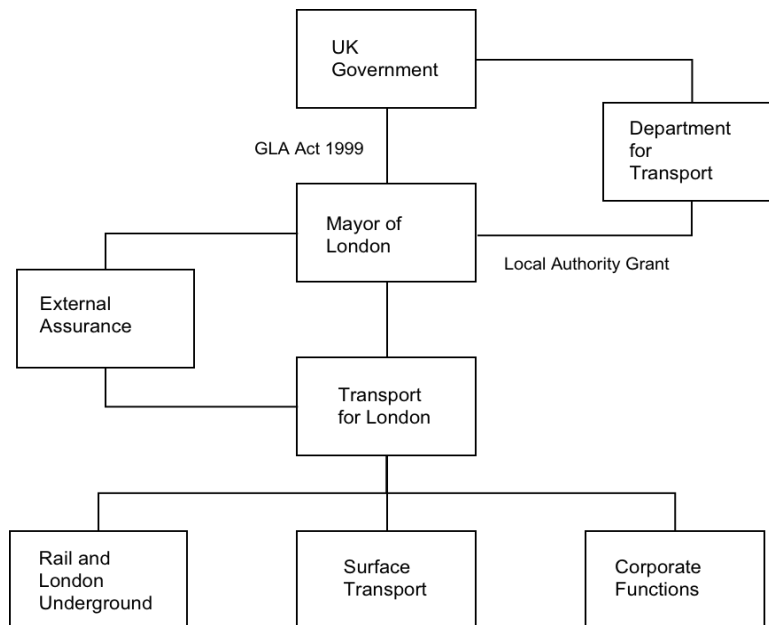 UK
Government
GLA Act 1999
Department
for
Transport
Mayor of
London
Local Authority Grant
External
Assurance
Transport
for London
Rail and
London
Underground
Surface
Transport
Corporate
Functions